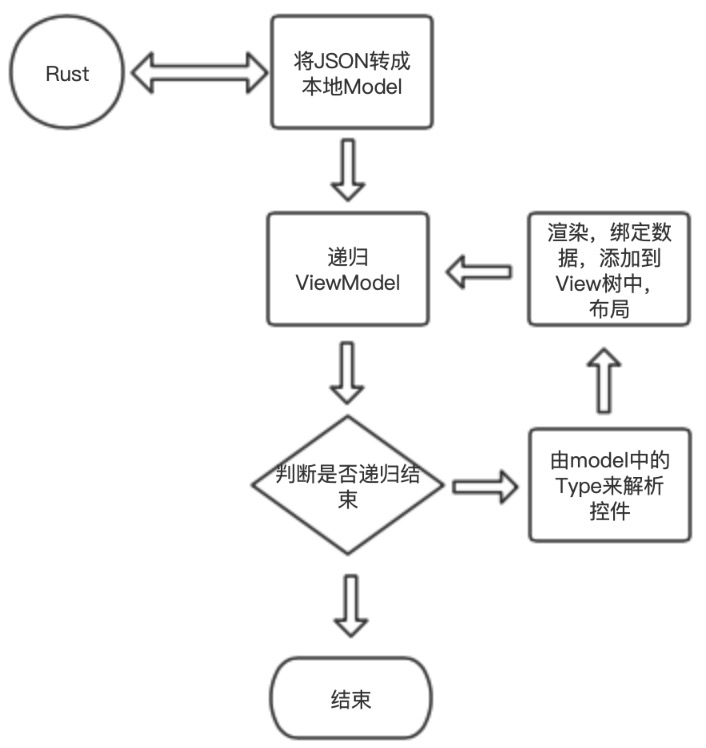 Rust
将JSON转成
本地Model
递归
ViewModel
渲染，绑定数
据，添加到
View树中，
布局
判断是否递归结
束
由model中的
Type来解析
控件
结束